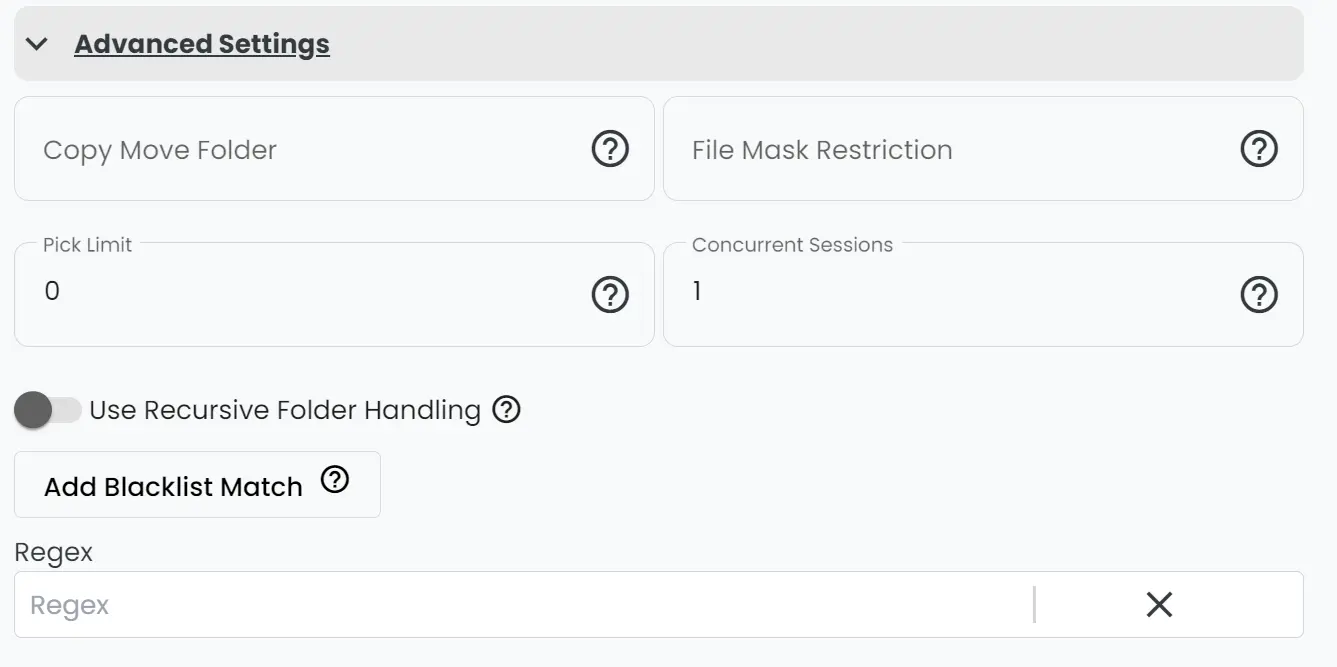 Advanced Settings
Copy Move Folder
File Mask Restriction
Pick Limit
0
Concurrent Sessions
1
Use Recursive Folder Handling
Add Blacklist Match
Regex
Regex